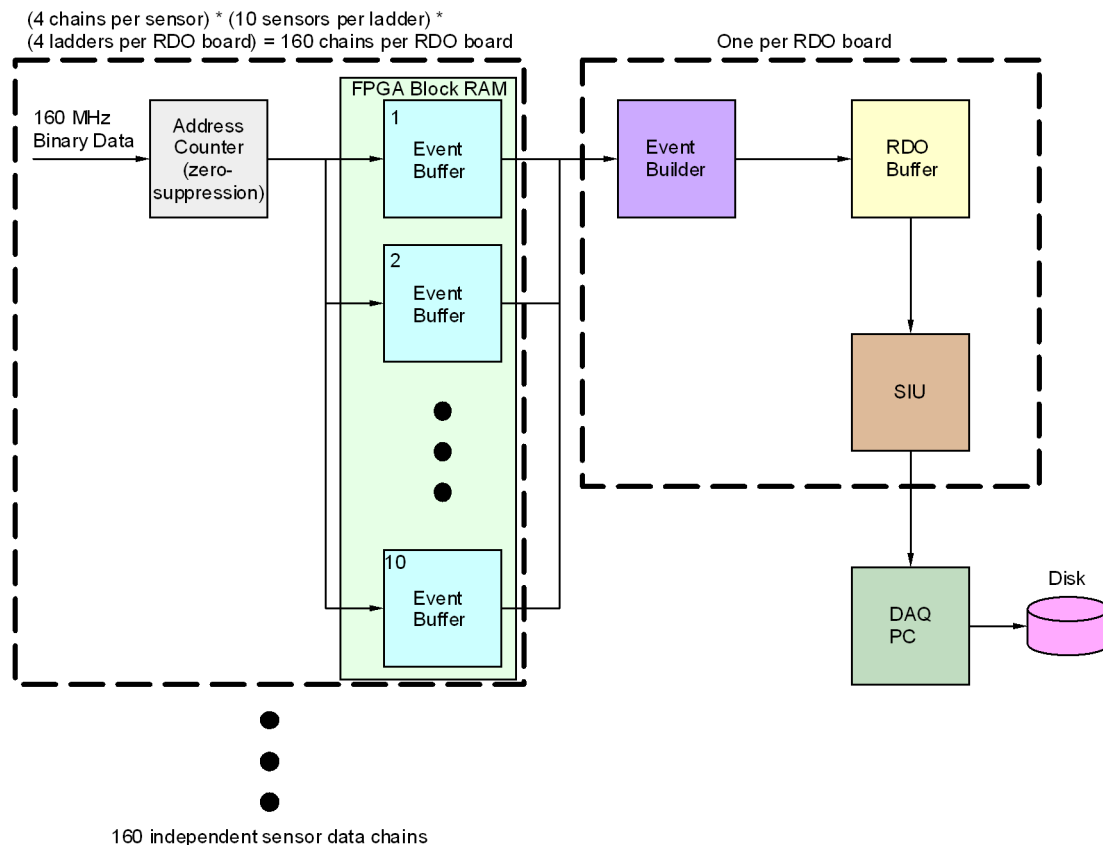 (4 chains per sensor) * (10 sensors per ladder) *
(4 ladders per RDO board) = 160 chains per RDO board
One per RDO board
FPGA Block RAM
160 MHz
Binary Data
Address
Counter
(zero-
suppression)
1
Event
Buffer
Event
Builder
RDO
Buffer
2
Event
Buffer
SIU
10
Event
Buffer
DAQ
PC
Disk
160 independent sensor data chains